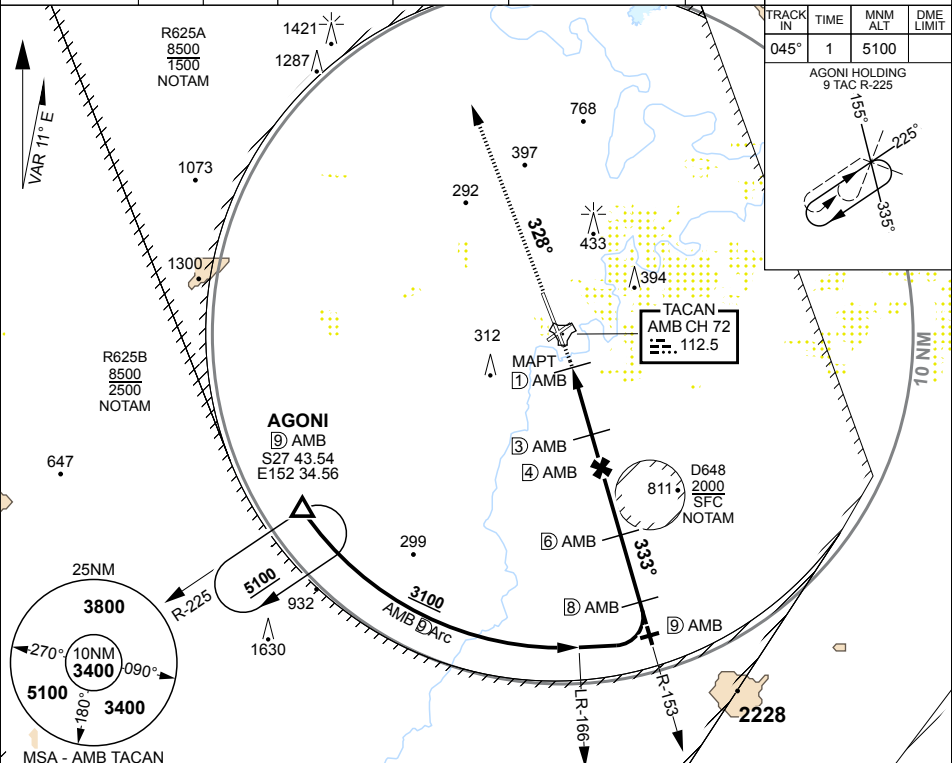 R625A
8500
1500
NOTAM
1421
1287
VAR 11° E
1073
768
397
292
328°
433
394
1300
TRACK IN
TIME
MNM ALT
DME LIMIT
045°
1
5100
AGONI HOLDING
9 TAC R-225
155°
225°
335°
TACAN
AMB CH 72
112.5
10 NM
312
MAPT
1 AMB
R625B
8500
2500
NOTAM
647
AGONI
9 AMB
S27 43.54
E152 34.56
3 AMB
4 AMB
811
D648
2000
SFC
NOTAM
6 AMB
333°
299
8 AMB
9 AMB
5100
R-225
932
1630
3100
AMB 9 Arc
LR-166
R-153
2228
25NM
3800
270°
10NM
3400
090°
5100
180°
3400
MSA - AMB TACAN